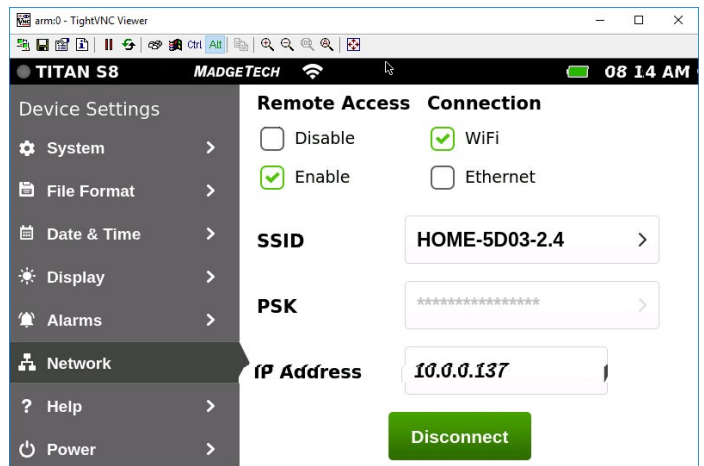 arm:0 - TightVNC Viewer
Ctrl Alt
TITAN S8 MADGETECH 08 14 AM
Device Settings
System
File Format
Date & Time
Display
Alarms
Network
Help
Power
Remote Access Connection
Disable WiFi
Enable Ethernet
SSID HOME-5D03-2.4
PSK ****************
IP Address 10.0.0.137
Disconnect